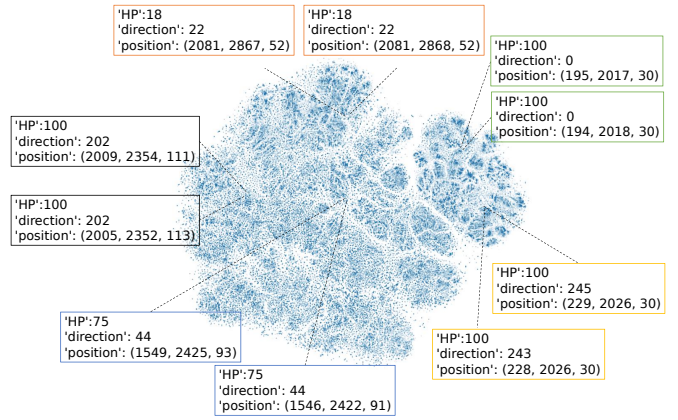 'HP':18
'direction': 22
'position': (2081, 2867, 52)
'HP':18
'direction': 22
'position': (2081, 2868, 52)
'HP':100
'direction': 0
'position': (195, 2017, 30)
'HP':100
'direction': 0
'position': (194, 2018, 30)
'HP':100
'direction': 202
'position': (2009, 2354, 111)
'HP':100
'direction': 202
'position': (2005, 2352, 113)
'HP':100
'direction': 245
'position': (229, 2026, 30)
'HP':75
'direction': 44
'position': (1549, 2425, 93)
'HP':100
'direction': 243
'position': (228, 2026, 30)
'HP':75
'direction': 44
'position': (1546, 2422, 91)